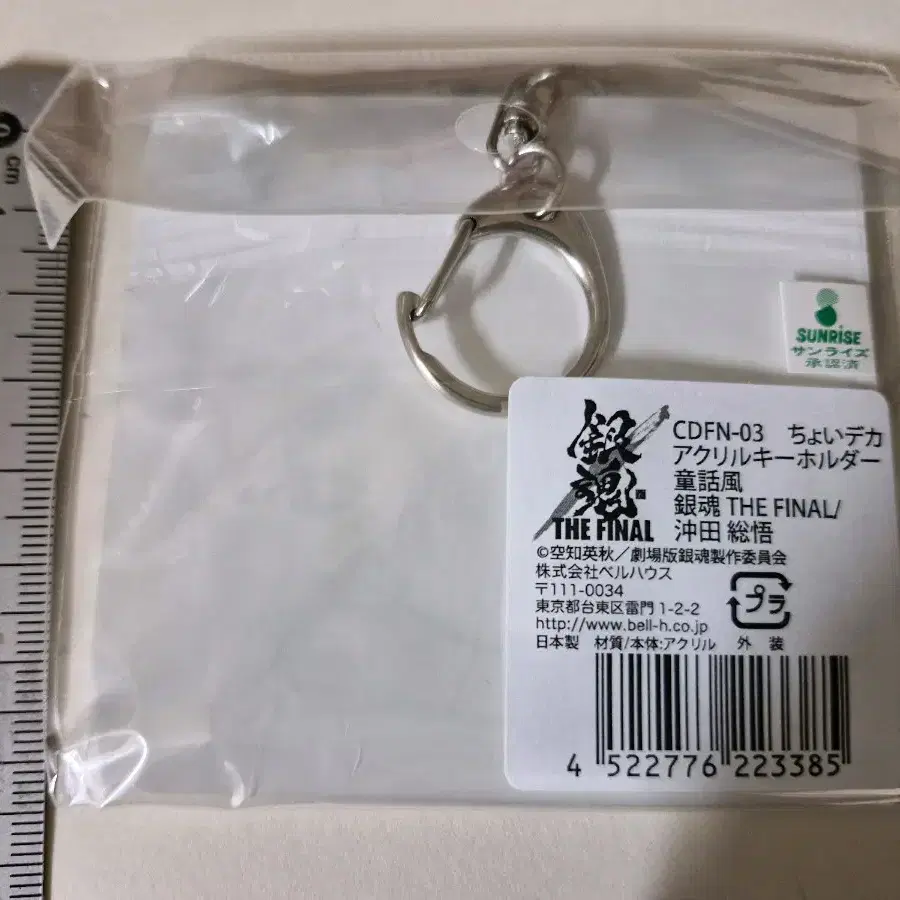 0
cm
SUNRISE
サンライズ
承認済
銀魂
THE FINAL
CDFN-03 ちょいデカ
アクリルキーホルダー
童話風
銀魂 THE FINAL/
沖田 総悟
©空知英秋／劇場版銀魂製作委員会
株式会社ベルハウス
〒111-0034
東京都台東区雷門 1-2-2
http://www.bell-h.co.jp
日本製 材質/本体:アクリル
プラ
外 装
4 522776 223385